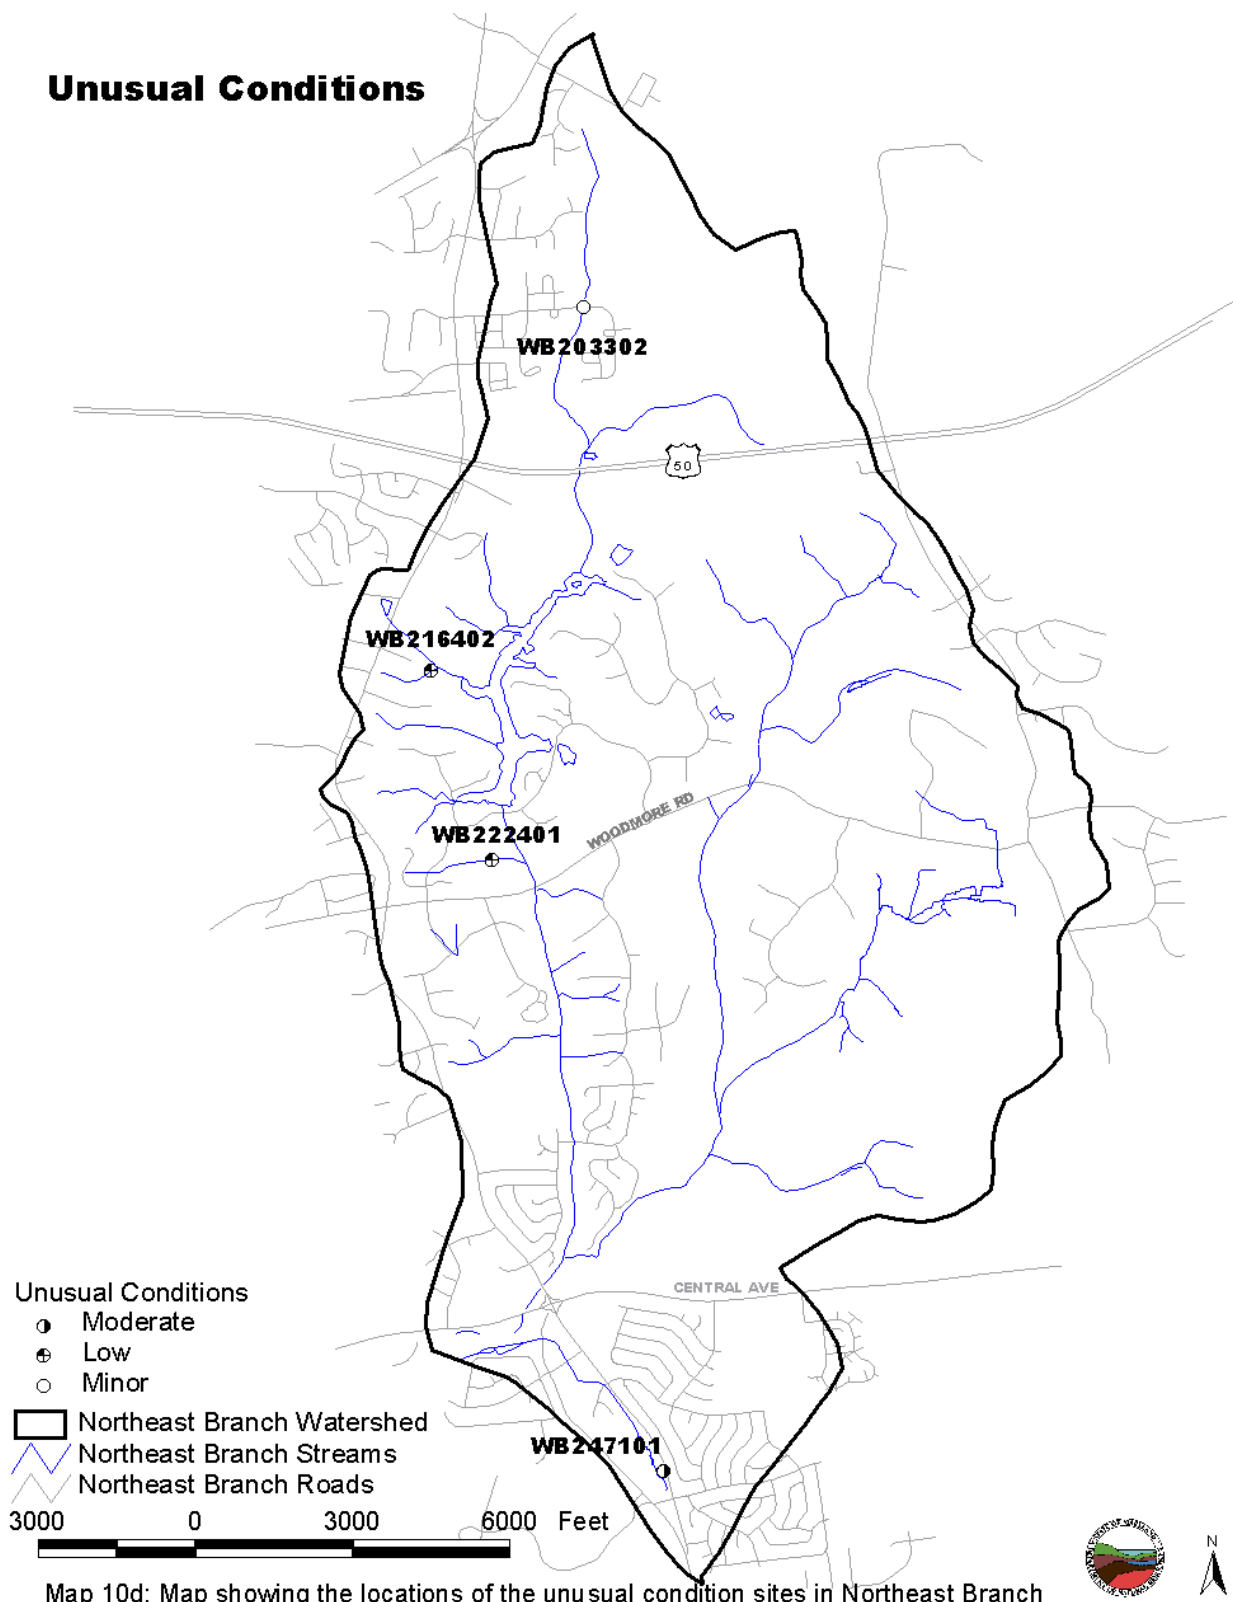 Unusual Conditions
WB203302
50
WB216402
WOODMORE RD
WB222401
CENTRAL AVE
Unusual Conditions
Moderate
Low
Minor
Northeast Branch Watershed
Northeast Branch Streams
Northeast Branch Roads
WB247101
3000 0 3000 6000 Feet
N
Map 10d: Map showing the locations of the unusual condition sites in Northeast Branch